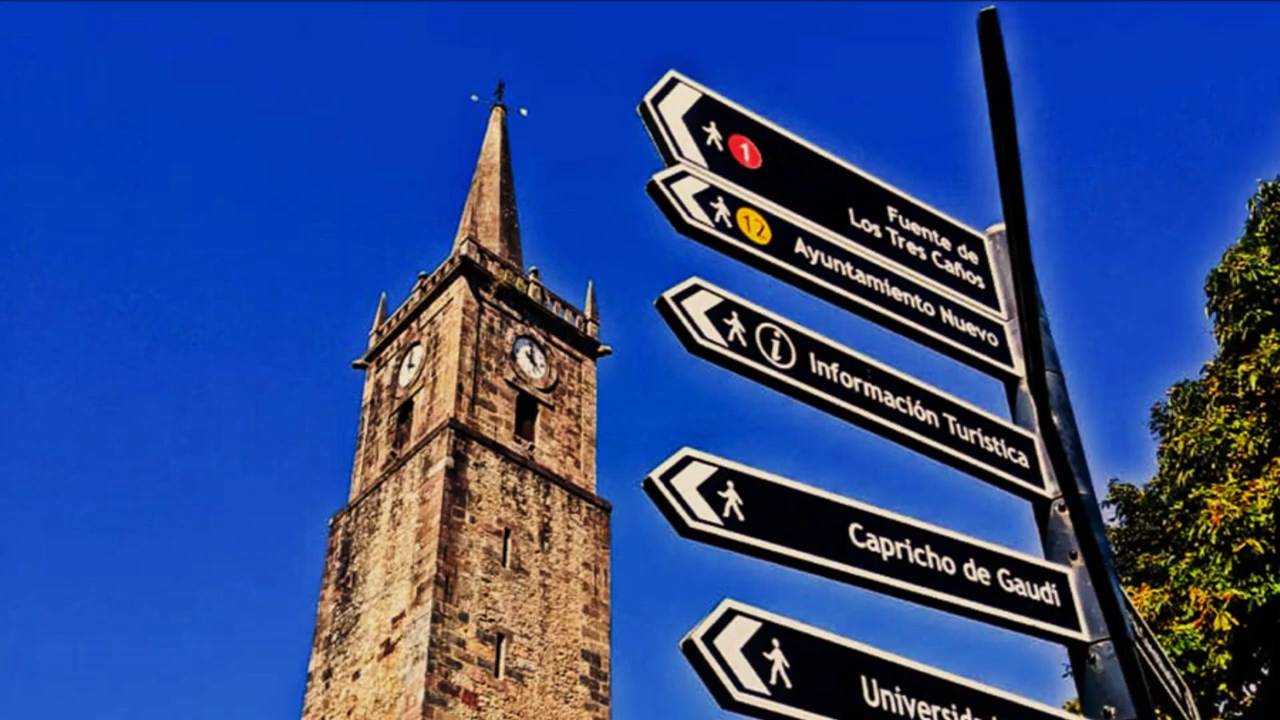 1
Fuente de
Los Tres Caños
12 Ayuntamiento Nuevo
i Información Turística
Capricho de Gaudí